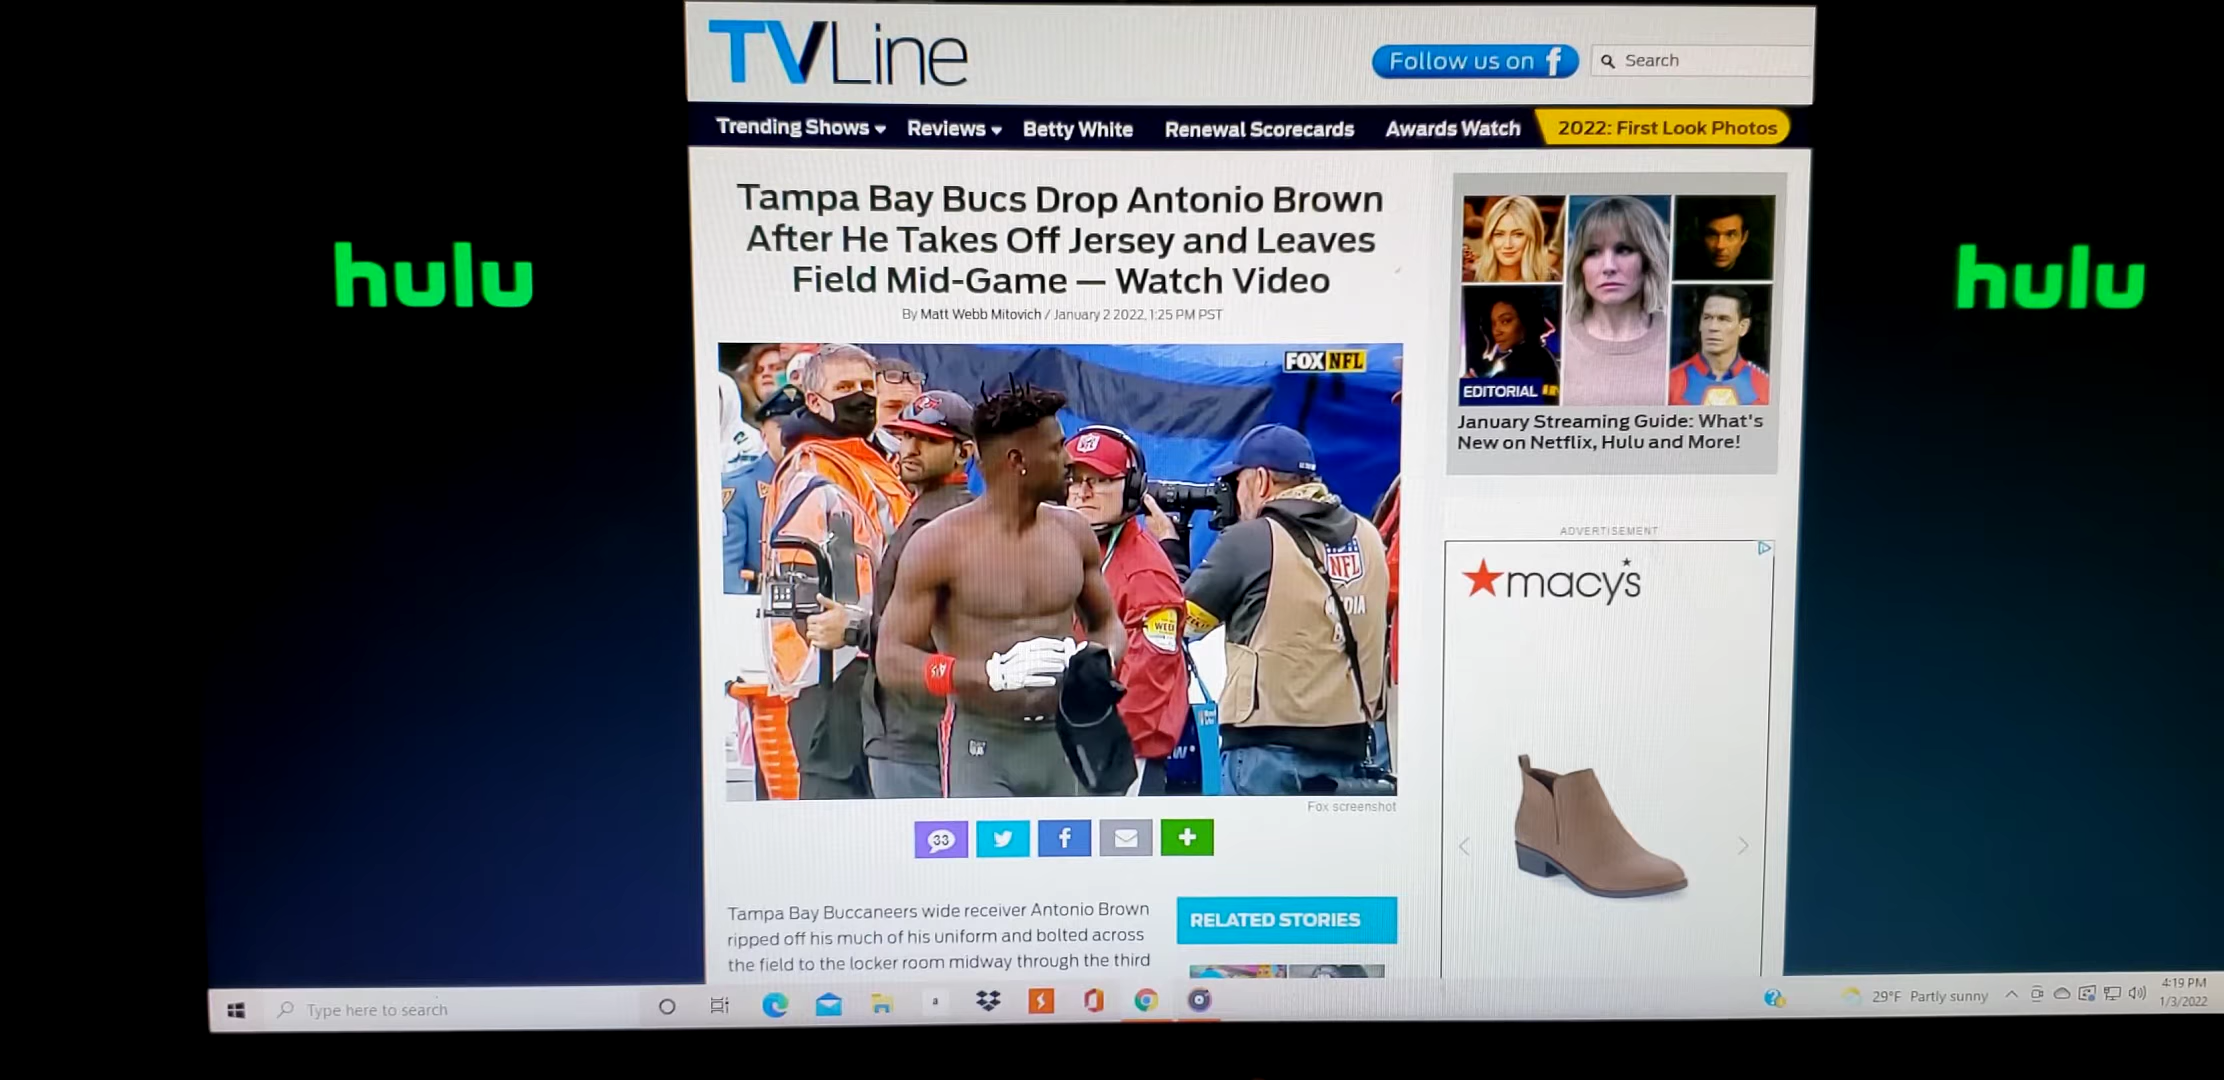 TVLine
Follow us on f
Search
Trending Shows Reviews Betty White Renewal Scorecards Awards Watch 2022: First Look Photos
hulu
hulu
Tampa Bay Bucs Drop Antonio Brown
After He Takes Off Jersey and Leaves
Field Mid-Game — Watch Video
By Matt Webb Mitovich / January 2 2022, 1:25 PM PST
FOX NFL
NFL
NFL
WEEK
Fox screenshot
33
f
Tampa Bay Buccaneers wide receiver Antonio Brown
ripped off his much of his uniform and bolted across
the field to the locker room midway through the third
RELATED STORIES
EDITORIAL
January Streaming Guide: What's
New on Netflix, Hulu and More!
ADVERTISEMENT
macy's
Type here to search
a
29°F Partly sunny
4:19 PM
1/3/2022